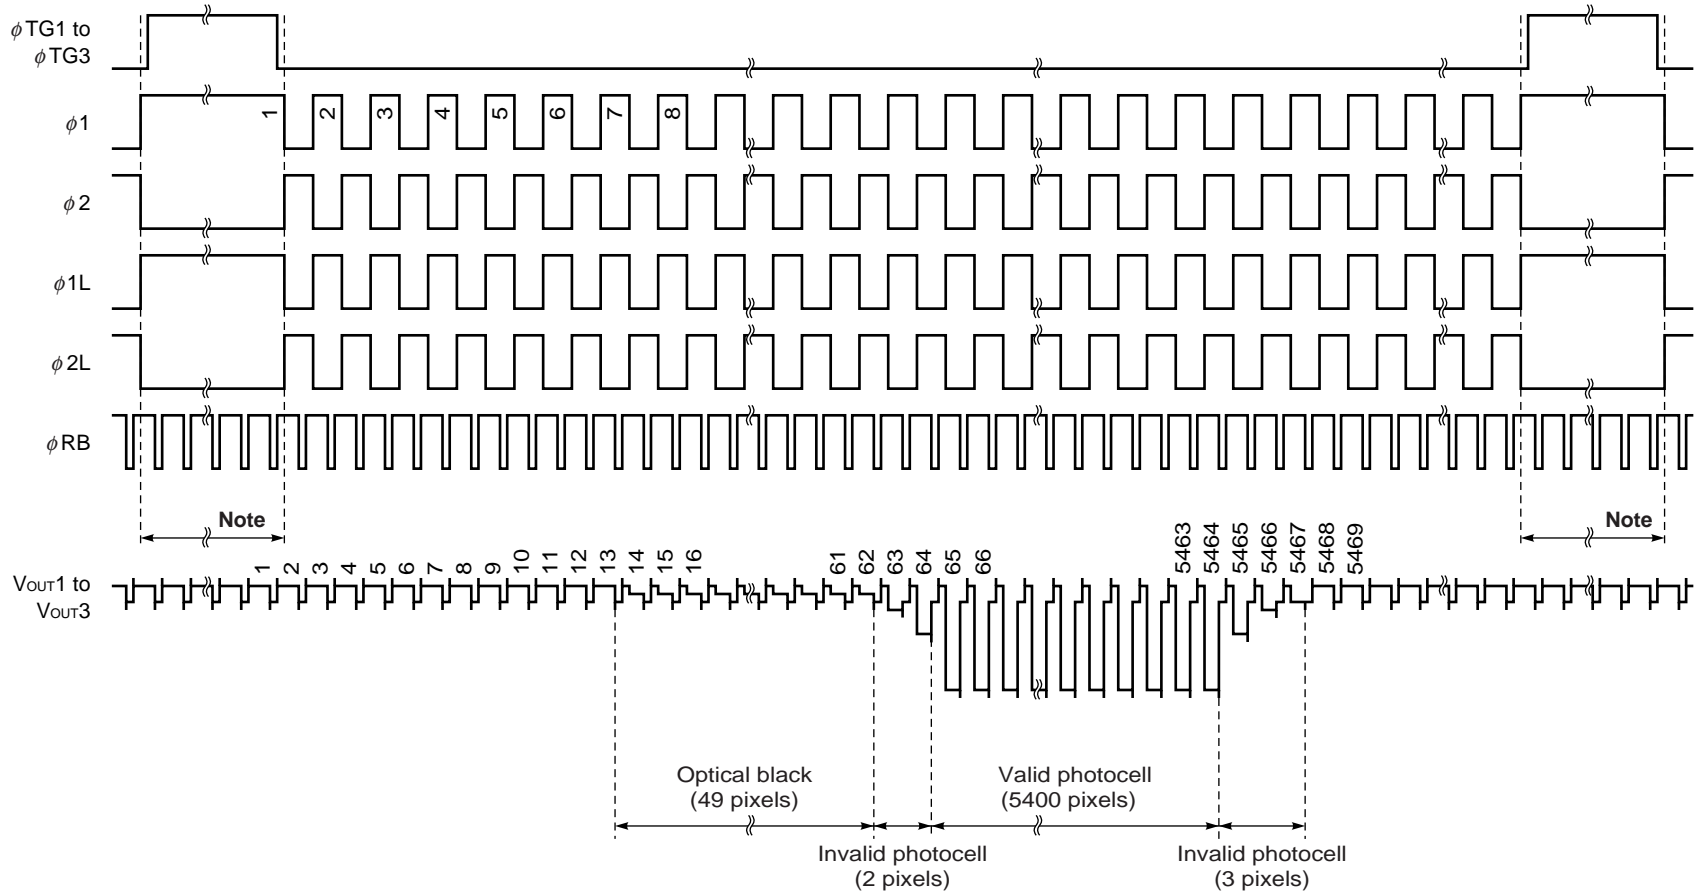 φTG1 to
φTG3
φ1
1 2 3 4 5 6 7 8
φ2
φ1L
φ2L
φRB
Note
Note
VOUT1 to
VOUT3
1 2 3 4 5 6 7 8 9 10 11 12 13 14 15 16 61 62 63 64 65 66 5463 5464 5465 5466 5467 5468 5469
Optical black
(49 pixels)
Valid photocell
(5400 pixels)
Invalid photocell
(2 pixels)
Invalid photocell
(3 pixels)